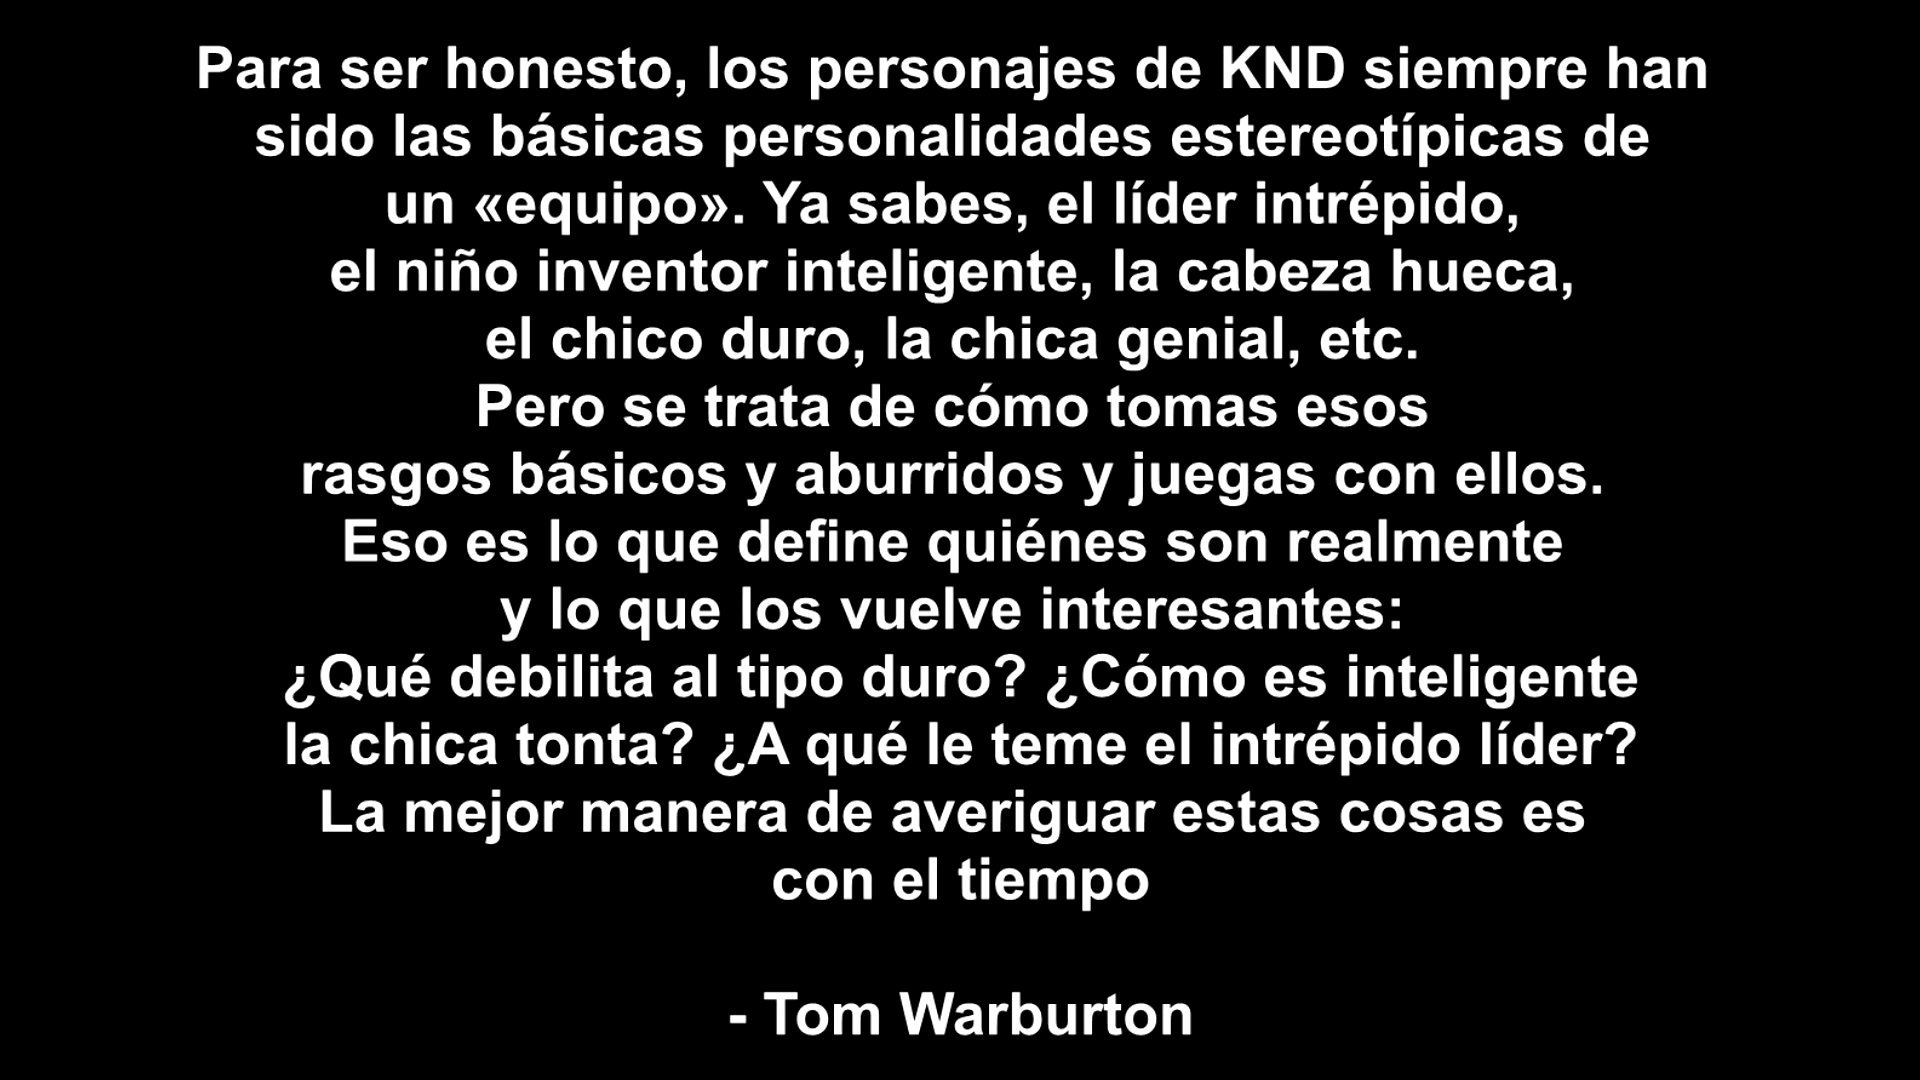 Para ser honesto, los personajes de KND siempre han
sido las básicas personalidades estereotípicas de
un «equipo». Ya sabes, el líder intrépido,
el niño inventor inteligente, la cabeza hueca,
el chico duro, la chica genial, etc.
Pero se trata de cómo tomas esos
rasgos básicos y aburridos y juegas con ellos.
Eso es lo que define quiénes son realmente
y lo que los vuelve interesantes:
¿Qué debilita al tipo duro? ¿Cómo es inteligente
la chica tonta? ¿A qué le teme el intrépido líder?
La mejor manera de averiguar estas cosas es
con el tiempo
- Tom Warburton